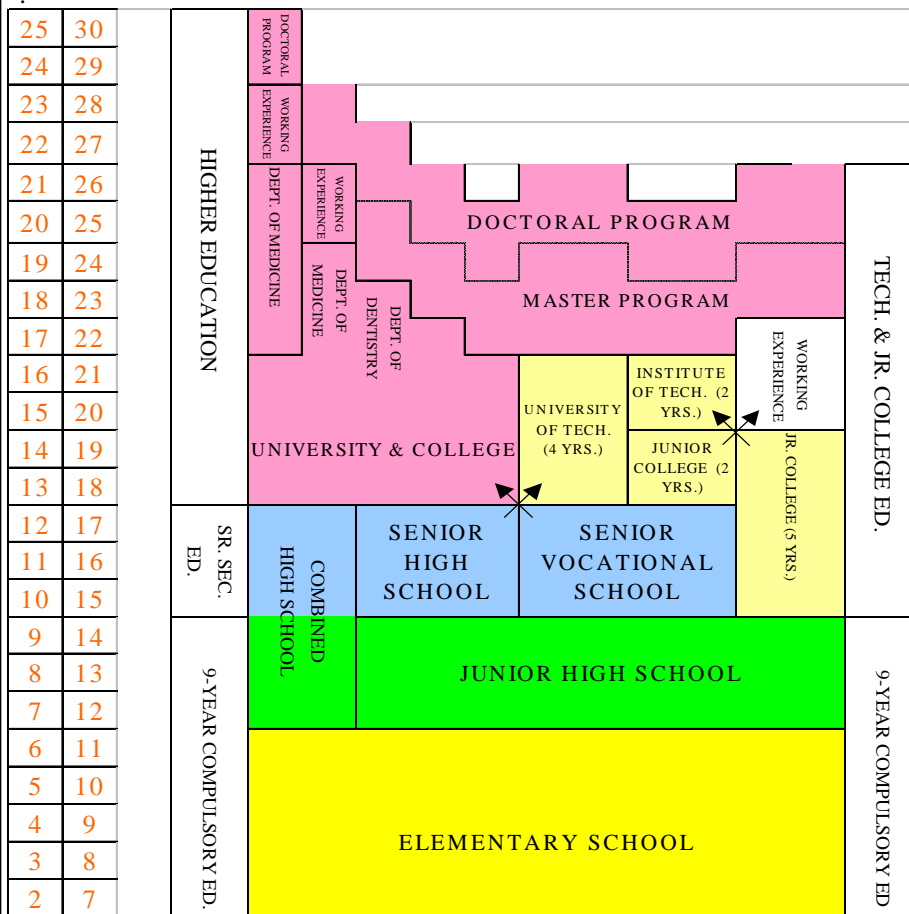 25 30
24 29
23 28
22 27
21 26
20 25
19 24
18 23
17 22
16 21
15 20
14 19
13 18
12 17
11 16
10 15
9 14
8 13
7 12
6 11
5 10
4 9
3 8
2 7
HIGHER EDUCATION
SR. SEC.
ED.
9-YEAR COMPULSORY ED.
DOCTORAL
PROGRAM
WORKING
EXPERIENCE
DEPT. OF MEDICINE
WORKING
EXPERIENCE
DEPT. OF
MEDICINE
DEPT. OF
DENTISTRY
DOCTORAL PROGRAM
MASTER PROGRAM
UNIVERSITY & COLLEGE
UNIVERSITY
OF TECH.
(4 YRS.)
INSTITUTE
OF TECH. (2
YRS.)
JUNIOR
COLLEGE (2
YRS.)
WORKING
EXPERIENCE
JR. COLLEGE (5 YRS.)
COMBINED
HIGH SCHOOL
SENIOR
HIGH
SCHOOL
SENIOR
VOCATIONAL
SCHOOL
JUNIOR HIGH SCHOOL
ELEMENTARY SCHOOL
TECH. & JR. COLLEGE ED.
9-YEAR COMPULSORY ED